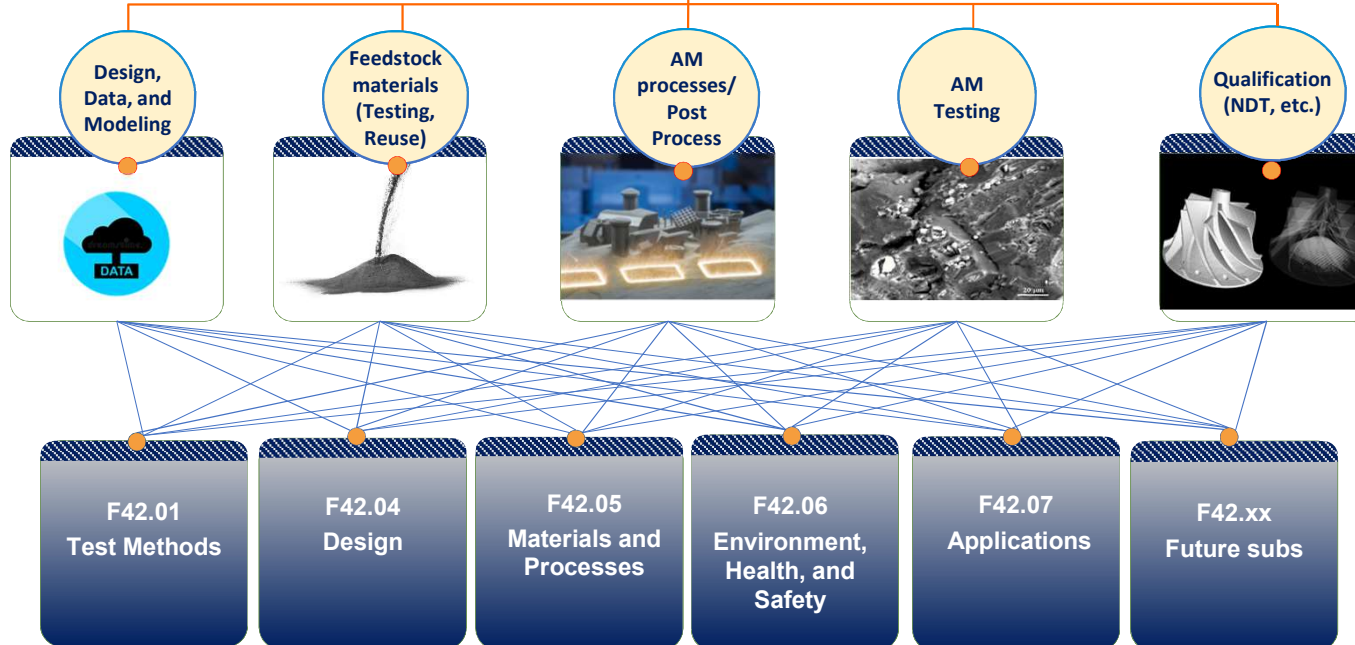 Design,
Data, and
Modeling
Feedstock
materials
(Testing,
Reuse)
AM
processes/
Post
Process
AM
Testing
Qualification
(NDT, etc.)
DATA
20 μm
F42.01
Test Methods
F42.04
Design
F42.05
Materials and
Processes
F42.06
Environment,
Health, and
Safety
F42.07
Applications
F42.xx
Future subs